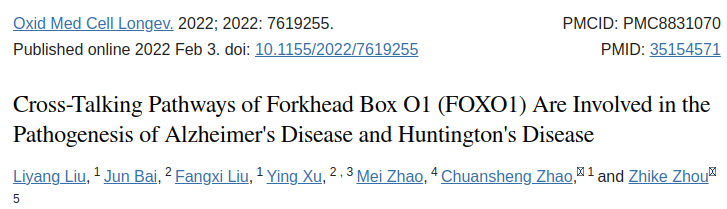 Oxid Med Cell Longev. 2022; 2022: 7619255. PMCID: PMC8831070
Published online 2022 Feb 3. doi: 10.1155/2022/7619255 PMID: 35154571
Cross-Talking Pathways of Forkhead Box O1 (FOXO1) Are Involved in the
Pathogenesis of Alzheimer's Disease and Huntington's Disease
Liyang Liu, 1 Jun Bai, 2 Fangxi Liu, 1 Ying Xu, 2 , 3 Mei Zhao, 4 Chuansheng Zhao, 1 and Zhike Zhou
5